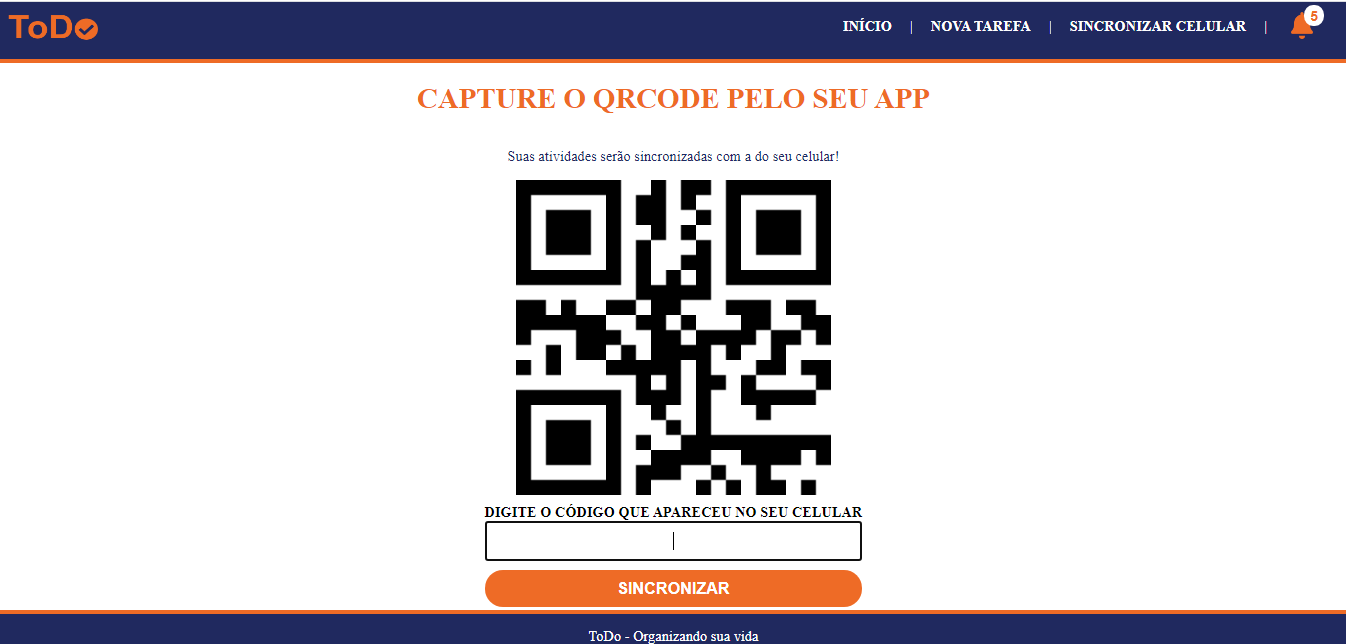 ToDo
INÍCIO | NOVA TAREFA | SINCRONIZAR CELULAR | 5
CAPTURE O QRCODE PELO SEU APP
Suas atividades serão sincronizadas com a do seu celular!
DIGITE O CÓDIGO QUE APARECEU NO SEU CELULAR
SINCRONIZAR
ToDo - Organizando sua vida